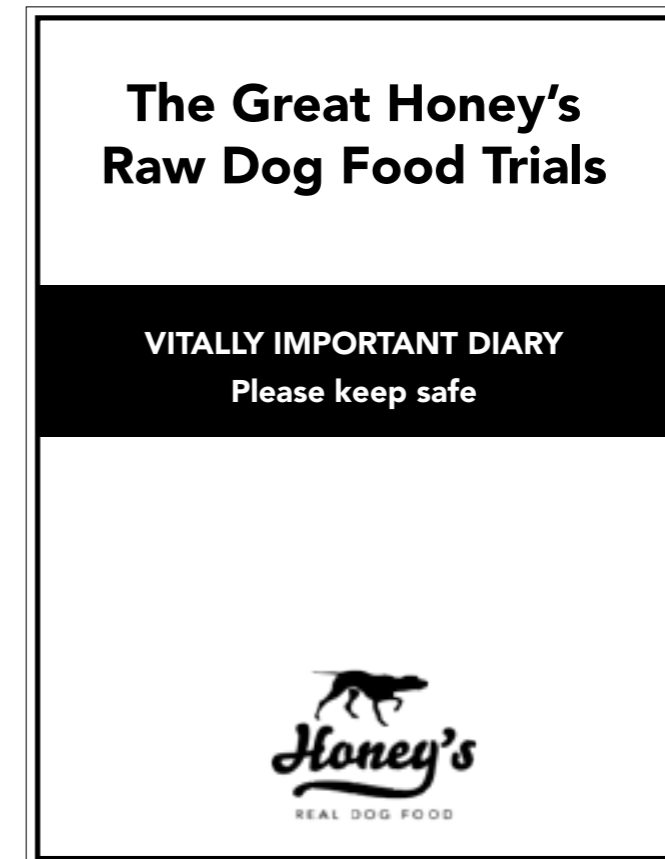 The Great Honey’s
Raw Dog Food Trials
VITALLY IMPORTANT DIARY
Please keep safe
Honey’s
REAL DOG FOOD